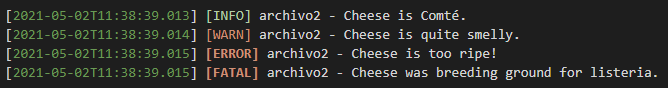 [2021-05-02T11:38:39.013] [INFO] archivo2 - Cheese is Comté.
[2021-05-02T11:38:39.014] [WARN] archivo2 - Cheese is quite smelly.
[2021-05-02T11:38:39.015] [ERROR] archivo2 - Cheese is too ripe!
[2021-05-02T11:38:39.015] [FATAL] archivo2 - Cheese was breeding ground for listeria.